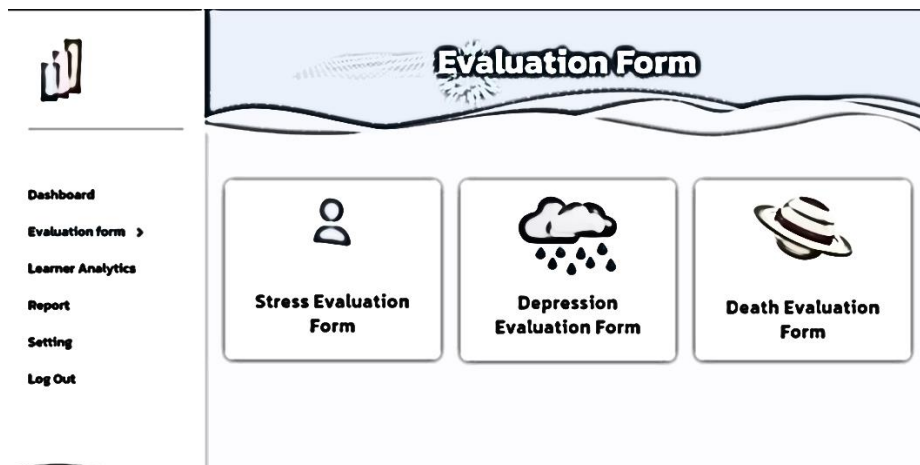 Evaluation Form
Dashboard
Evaluation form >
Learner Analytics
Report
Setting
Log Out
Stress Evaluation
Form
Depression
Evaluation Form
Death Evaluation
Form